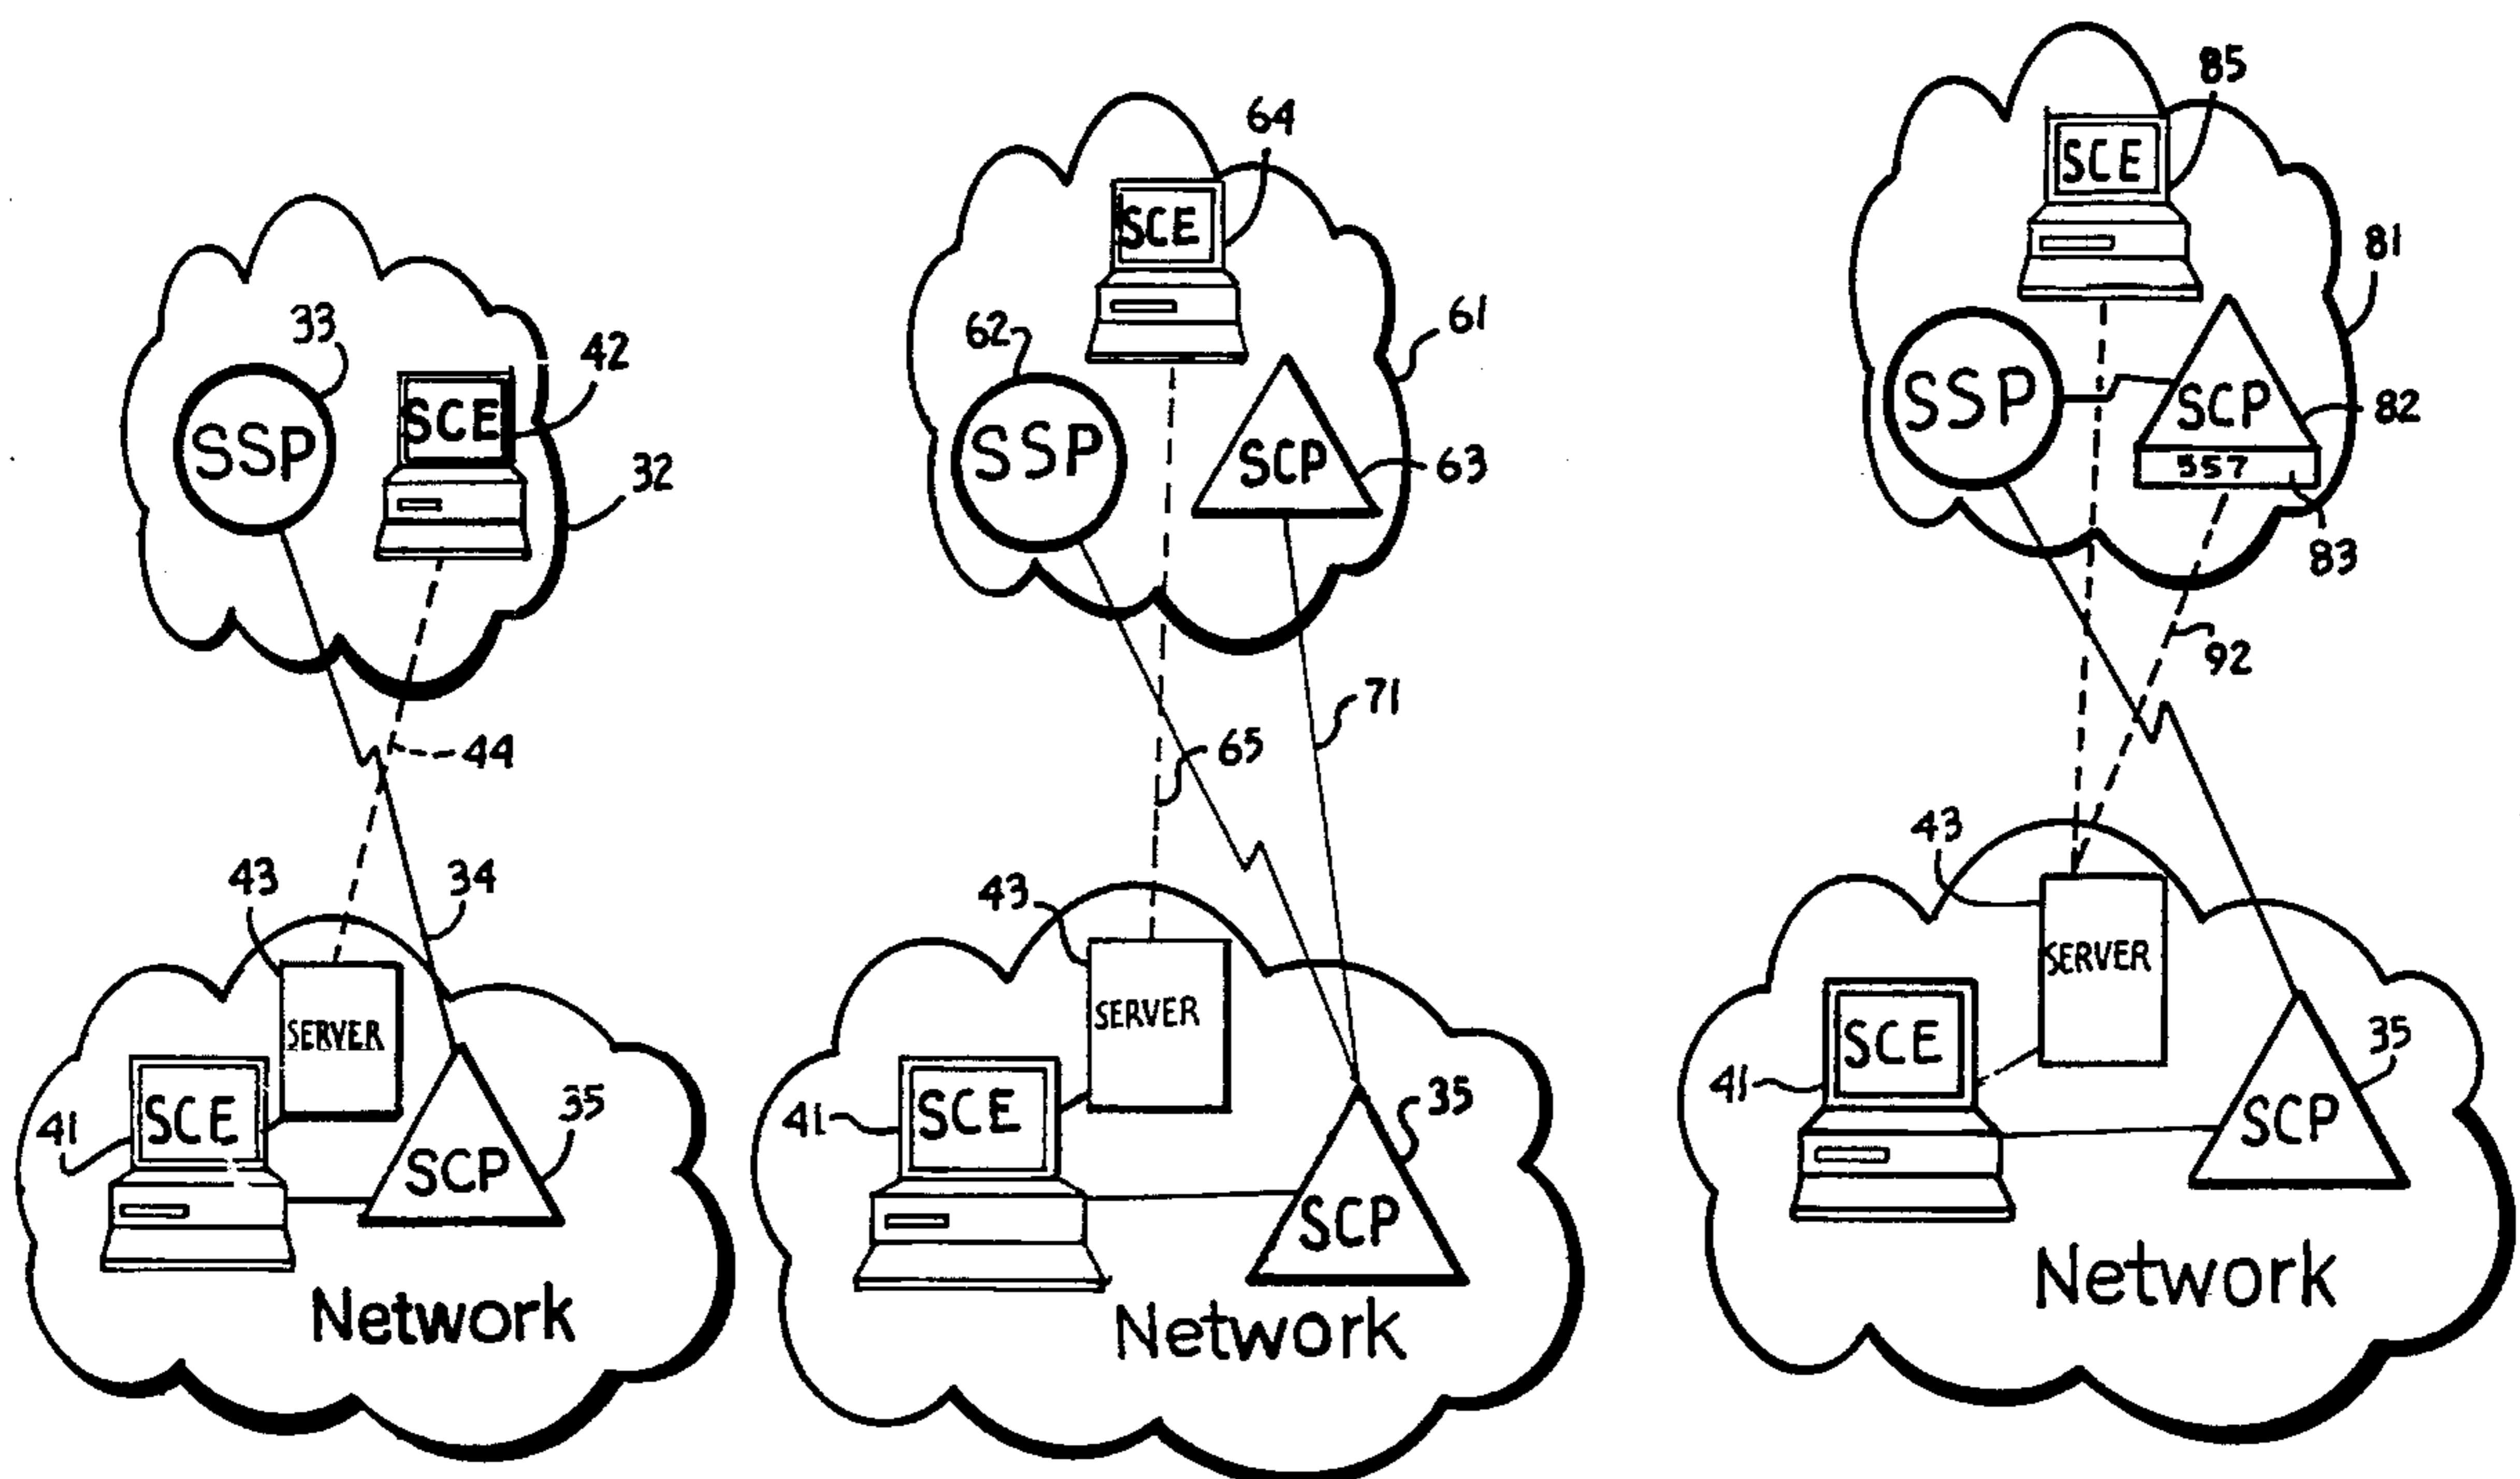 33
SSP
SCE
42
32
44
34
43
SERVER
41
SCE
SCP
35
Network
64
SCE
62
SSP
SCP
61
63
71
65
43
SERVER
41
SCE
SCP
35
Network
85
SCE
81
SSP
SCP
82
557
83
92
43
SERVER
41
SCE
SCP
35
Network